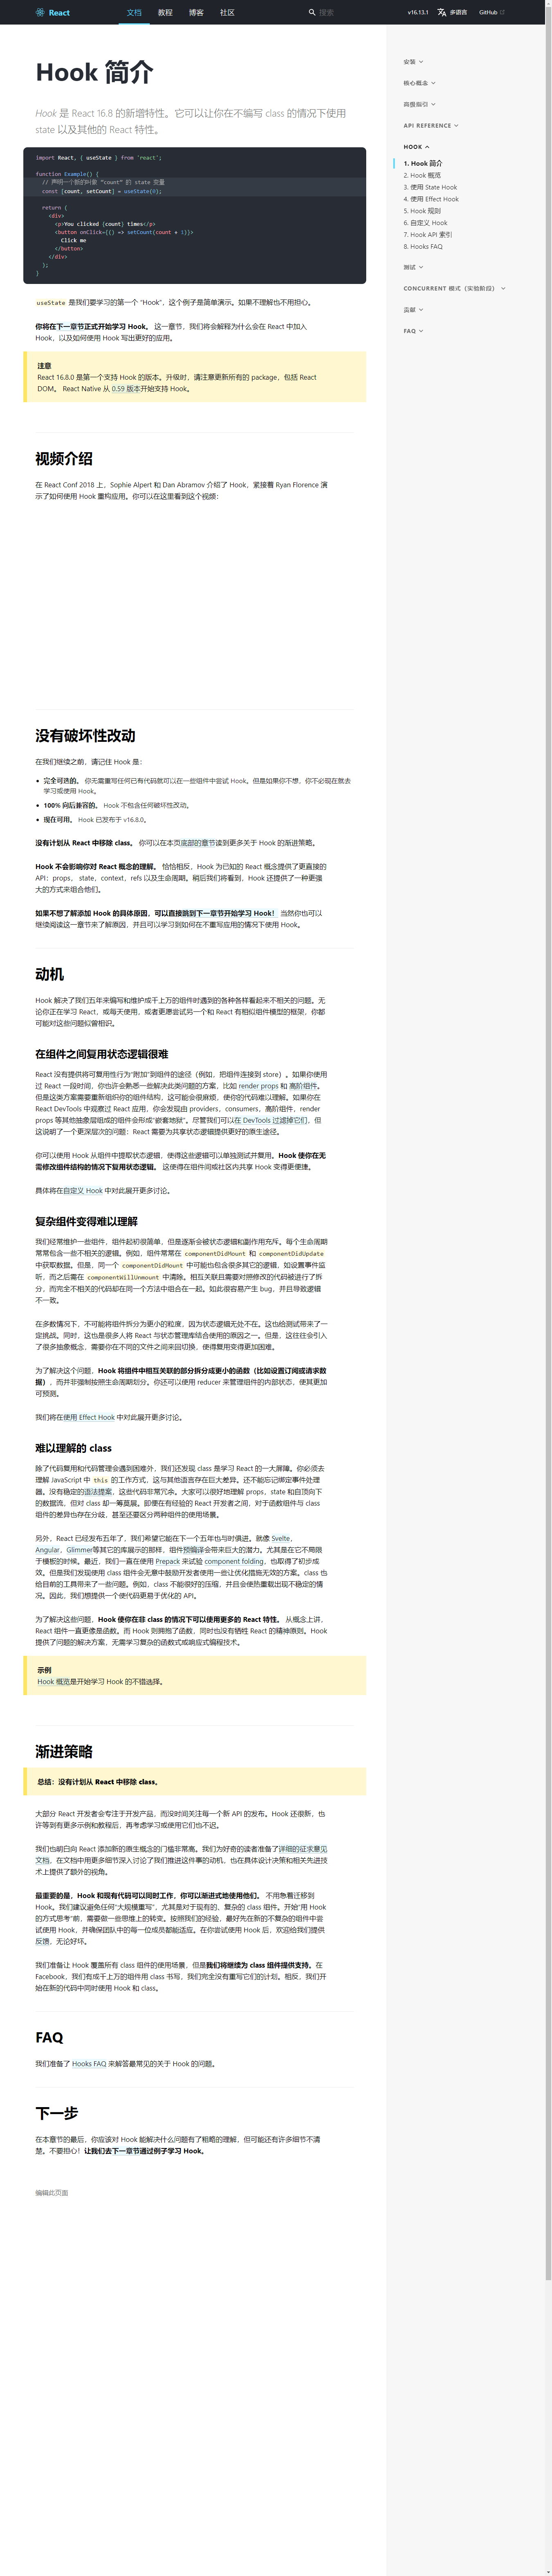 React
文档
教程
博客
社区
搜索
v16.13.1
多语言
GitHub
Hook 简介
Hook 是 React 16.8 的新增特性。它可以让你在不编写 class 的情况下使用
state 以及其他的 React 特性。
import React, { useState } from 'react';
function Example() {
// 声明一个新的叫做 “count” 的 state 变量
const [count, setCount] = useState(0);
return (
<div>
<p>You clicked {count} times</p>
<button onClick={() => setCount(count + 1)}>
Click me
</button>
</div>
);
}
useState 是我们要学习的第一个 “Hook”，这个例子是简单演示。如果不理解也不用担心。
你将在下一章节正式开始学习 Hook。 这一章节，我们将会解释为什么会在 React 中加入
Hook，以及如何使用 Hook 写出更好的应用。
注意
React 16.8.0 是第一个支持 Hook 的版本。升级时，请注意更新所有的 package，包括 React
DOM。 React Native 从 0.59 版本开始支持 Hook。
视频介绍
在 React Conf 2018 上，Sophie Alpert 和 Dan Abramov 介绍了 Hook，紧接着 Ryan Florence 演
示了如何使用 Hook 重构应用。你可以在这里看到这个视频：
没有破坏性改动
在我们继续之前，请记住 Hook 是：
• 完全可选的。 你无需重写任何已有代码就可以在一些组件中尝试 Hook。但是如果你不想，你不必现在就去
学习或使用 Hook。
• 100% 向后兼容的。 Hook 不包含任何破坏性改动。
• 现在可用。 Hook 已发布于 v16.8.0。
没有计划从 React 中移除 class。 你可以在本页底部的章节读到更多关于 Hook 的渐进策略。
Hook 不会影响你对 React 概念的理解。 恰恰相反，Hook 为已知的 React 概念提供了更直接的
API：props， state，context，refs 以及生命周期。稍后我们将看到，Hook 还提供了一种更强
大的方式来组合他们。
如果不想了解添加 Hook 的具体原因，可以直接跳到下一章节开始学习 Hook！ 当然你也可以
继续阅读这一章节来了解原因，并且可以学习到如何在不重写应用的情况下使用 Hook。
动机
Hook 解决了我们五年来编写和维护成千上万的组件时遇到的各种各样看起来不相关的问题。无
论你正在学习 React，或每天使用，或者更愿尝试另一个和 React 有相似组件模型的框架，你都
可能对这些问题似曾相识。
在组件之间复用状态逻辑很难
React 没有提供将可复用性行为“附加”到组件的途径（例如，把组件连接到 store）。如果你使用
过 React 一段时间，你也许会熟悉一些解决此类问题的方案，比如 render props 和 高阶组件。
但是这类方案需要重新组织你的组件结构，这可能会很麻烦，使你的代码难以理解。如果你在
React DevTools 中观察过 React 应用，你会发现由 providers，consumers，高阶组件，render
props 等其他抽象层组成的组件会形成“嵌套地狱”。尽管我们可以在 DevTools 过滤掉它们，但
这说明了一个更深层次的问题：React 需要为共享状态逻辑提供更好的原生途径。
你可以使用 Hook 从组件中提取状态逻辑，使得这些逻辑可以单独测试并复用。Hook 使你在无
需修改组件结构的情况下复用状态逻辑。 这使得在组件间或社区内共享 Hook 变得更便捷。
具体将在自定义 Hook 中对此展开更多讨论。
复杂组件变得难以理解
我们经常维护一些组件，组件起初很简单，但是逐渐会被状态逻辑和副作用充斥。每个生命周期
常常包含一些不相关的逻辑。例如，组件常常在 componentDidMount 和 componentDidUpdate
中获取数据。但是，同一个 componentDidMount 中可能也包含很多其它的逻辑，如设置事件监
听，而之后需在 componentWillUnmount 中清除。相互关联且需要对照修改的代码被进行了拆
分，而完全不相关的代码却在同一个方法中组合在一起。如此很容易产生 bug，并且导致逻辑
不一致。
在多数情况下，不可能将组件拆分为更小的粒度，因为状态逻辑无处不在。这也给测试带来了一
定挑战。同时，这也是很多人将 React 与状态管理库结合使用的原因之一。但是，这往往会引入
了很多抽象概念，需要你在不同的文件之间来回切换，使得复用变得更加困难。
为了解决这个问题，Hook 将组件中相互关联的部分拆分成更小的函数（比如设置订阅或请求数
据），而并非强制按照生命周期划分。你还可以使用 reducer 来管理组件的内部状态，使其更加
可预测。
我们将在使用 Effect Hook 中对此展开更多讨论。
难以理解的 class
除了代码复用和代码管理会遇到困难外，我们还发现 class 是学习 React 的一大屏障。你必须去
理解 JavaScript 中 this 的工作方式，这与其他语言存在巨大差异。还不能忘记绑定事件处理
器。没有稳定的语法提案，这些代码非常冗余。大家可以很好地理解 props，state 和自顶向下
的数据流，但对 class 却一筹莫展。即便在有经验的 React 开发者之间，对于函数组件与 class
组件的差异也存在分歧，甚至还要区分两种组件的使用场景。
另外，React 已经发布五年了，我们希望它能在下一个五年也与时俱进。就像 Svelte，
Angular，Glimmer等其它的库展示的那样，组件预编译会带来巨大的潜力。尤其是在它不局限
于模板的时候。最近，我们一直在使用 Prepack 来试验 component folding，也取得了初步成
效。但是我们发现使用 class 组件会无意中鼓励开发者使用一些让优化措施无效的方案。class 也
给目前的工具带来了一些问题。例如，class 不能很好的压缩，并且会使热重载出现不稳定的情
况。因此，我们想提供一个使代码更易于优化的 API。
为了解决这些问题，Hook 使你在非 class 的情况下可以使用更多的 React 特性。 从概念上讲，
React 组件一直更像是函数。而 Hook 则拥抱了函数，同时也没有牺牲 React 的精神原则。Hook
提供了问题的解决方案，无需学习复杂的函数式或响应式编程技术。
示例
Hook 概览是开始学习 Hook 的不错选择。
渐进策略
总结：没有计划从 React 中移除 class。
大部分 React 开发者会专注于开发产品，而没时间关注每一个新 API 的发布。Hook 还很新，也
许等到有更多示例和教程后，再考虑学习或使用它们也不迟。
我们也明白向 React 添加新的原生概念的门槛非常高。我们为好奇的读者准备了详细的征求意见
文档，在文档中用更多细节深入讨论了我们推进这件事的动机，也在具体设计决策和相关先进技
术上提供了额外的视角。
最重要的是，Hook 和现有代码可以同时工作，你可以渐进式地使用他们。 不用急着迁移到
Hook。我们建议避免任何“大规模重写”，尤其是对于现有的、复杂的 class 组件。开始“用 Hook
的方式思考”前，需要做一些思维上的转变。按照我们的经验，最好先在新的不复杂的组件中尝
试使用 Hook，并确保团队中的每一位成员都能适应。在你尝试使用 Hook 后，欢迎给我们提供
反馈，无论好坏。
我们准备让 Hook 覆盖所有 class 组件的使用场景，但是我们将继续为 class 组件提供支持。在
Facebook，我们有成千上万的组件用 class 书写，我们完全没有重写它们的计划。相反，我们开
始在新的代码中同时使用 Hook 和 class。
FAQ
我们准备了 Hooks FAQ 来解答最常见的关于 Hook 的问题。
下一步
在本章节的最后，你应该对 Hook 能解决什么问题有了粗略的理解，但可能还有许多细节不清
楚。不要担心！让我们去下一章节通过例子学习 Hook。
编辑此页面
安装
核心概念
高级指引
API REFERENCE
HOOK
1. Hook 简介
2. Hook 概览
3. 使用 State Hook
4. 使用 Effect Hook
5. Hook 规则
6. 自定义 Hook
7. Hook API 索引
8. Hooks FAQ
测试
CONCURRENT 模式（实验阶段）
贡献
FAQ